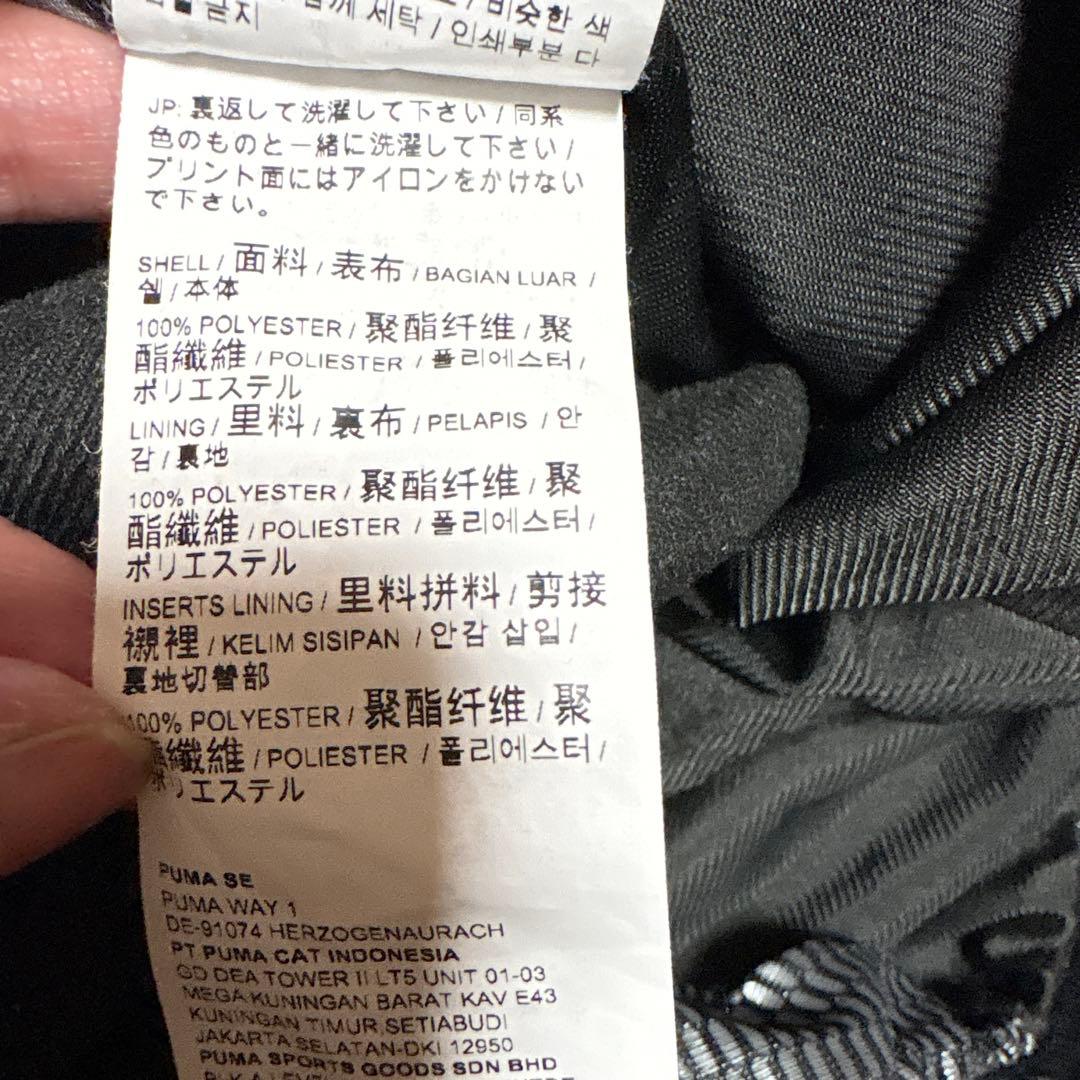 함께 세탁 / 비슷한 색
인쇄부분 다
JP: 裏返して洗濯して下さい / 同系
色のものと一緒に洗濯して下さい /
プリント面にはアイロンをかけない
で下さい。
SHELL / 面料 / 表布 / BAGIAN LUAR /
쉘 / 本体
100% POLYESTER / 聚酯纤维 / 聚
酯纖維 / POLIESTER / 폴리에스터 /
ポリエステル
LINING / 里料 / 裏布 / PELAPIS / 안
감 / 裏地
100% POLYESTER / 聚酯纤维 / 聚
酯纖維 / POLIESTER / 폴리에스터 /
ポリエステル
INSERTS LINING / 里料拼料 / 剪接
襯裡 / KELIM SISIPAN / 안감 삽입 /
裏地切替部
100% POLYESTER / 聚酯纤维 / 聚
纖維 / POLIESTER / 폴리에스터 /
ポリエステル
PUMA SE
PUMA WAY 1
DE-91074 HERZOGENAURACH
PT PUMA CAT INDONESIA
GD DEA TOWER II LT5 UNIT 01-03
MEGA KUNINGAN BARAT KAV E43
KUNINGAN TIMUR,SETIABUDI
JAKARTA SELATAN-DKI 12950
PUMA SPORTS GOODS SDN BHD